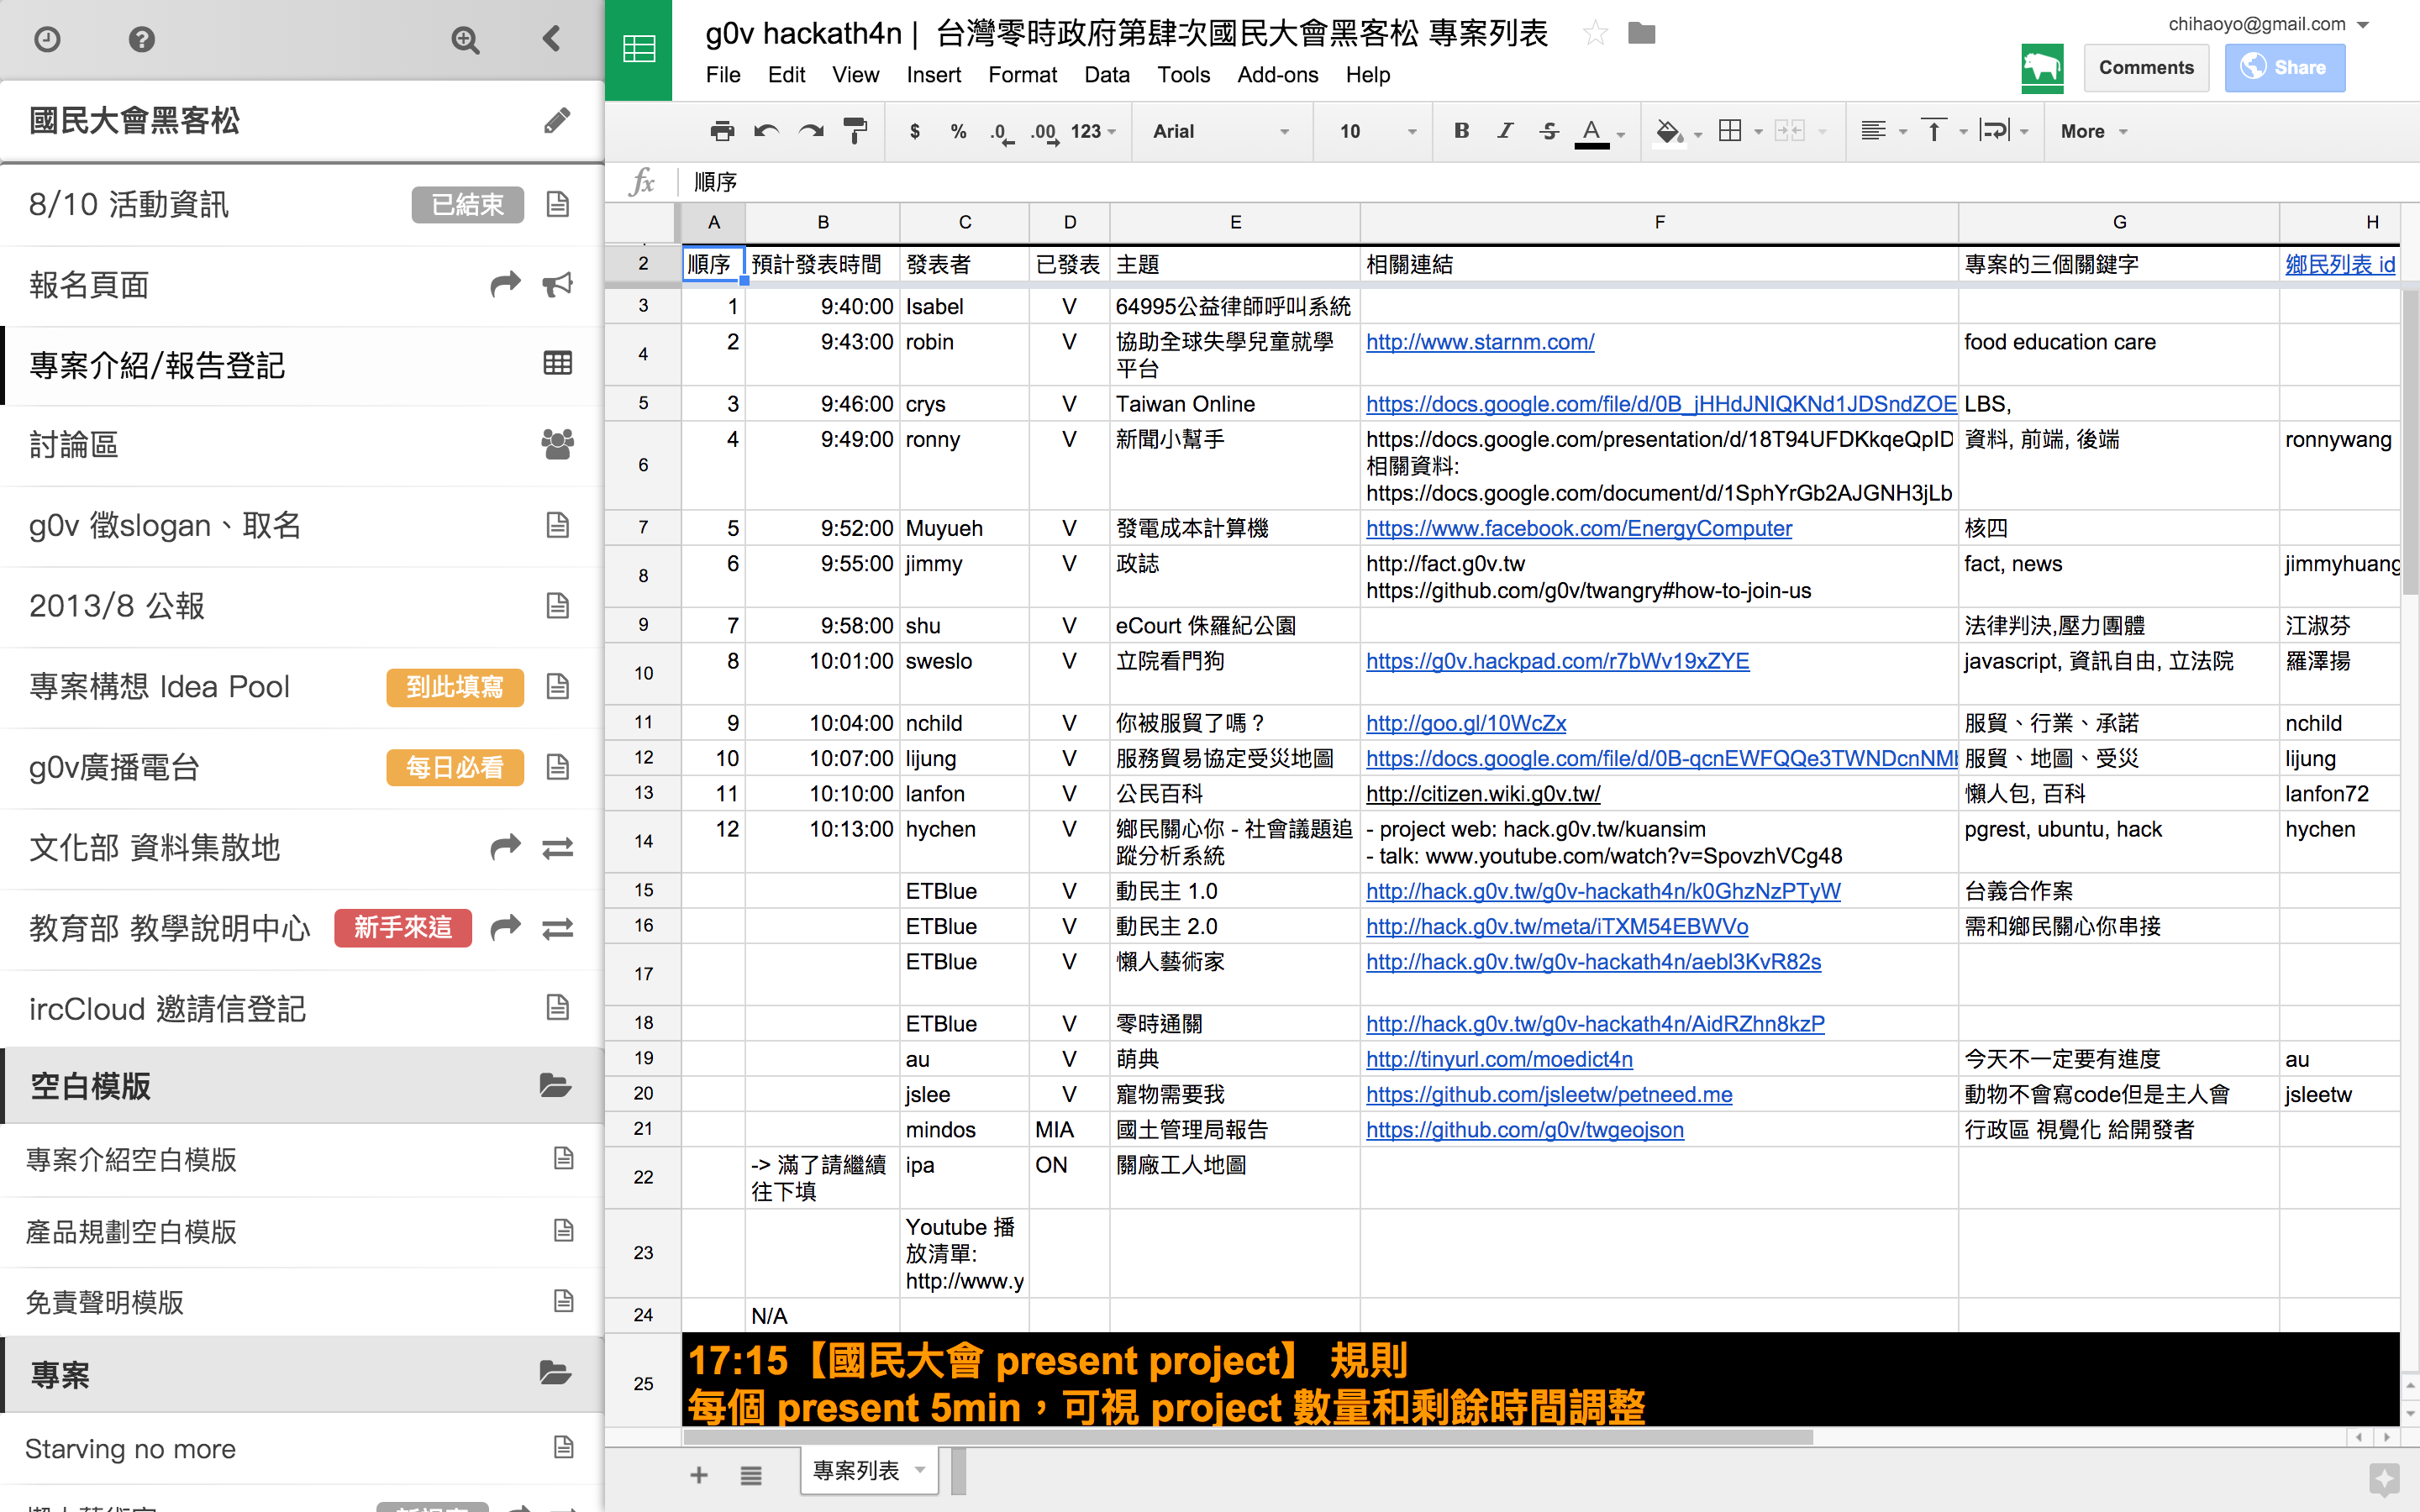 國民大會黑客松
8/10 活動資訊 已結束
報名頁面
專案介紹/報告登記
討論區
g0v 徵slogan、取名
2013/8 公報
專案構想 Idea Pool 到此填寫
g0v廣播電台 每日必看
文化部 資料集散地
教育部 教學說明中心 新手來這
ircCloud 邀請信登記
空白模版
專案介紹空白模版
產品規劃空白模版
免責聲明模版
專案
Starving no more
g0v hackath4n | 台灣零時政府第肆次國民大會黑客松 專案列表
chihaoyo@gmail.com
File Edit View Insert Format Data Tools Add-ons Help
Comments Share
$ % .0 .00 123 Arial 10 B I S A More
fx 順序
A B C D E F G H
2 順序 預計發表時間 發表者 已發表 主題 相關連結 專案的三個關鍵字 鄉民列表 id
3 1 9:40:00 Isabel V 64995公益律師呼叫系統
4 2 9:43:00 robin V 協助全球失學兒童就學 http://www.starnm.com/ food education care
平台
5 3 9:46:00 crys V Taiwan Online https://docs.google.com/file/d/0B_jHHdJNIQKNd1JDSndZOE LBS,
6 4 9:49:00 ronny V 新聞小幫手 https://docs.google.com/presentation/d/18T94UFDKkqeQpID 資料, 前端, 後端 ronnywang
相關資料:
https://docs.google.com/document/d/1SphYrGb2AJGNH3jLb
7 5 9:52:00 Muyueh V 發電成本計算機 https://www.facebook.com/EnergyComputer 核四
8 6 9:55:00 jimmy V 政誌 http://fact.g0v.tw fact, news jimmyhuang
https://github.com/g0v/twangry#how-to-join-us
9 7 9:58:00 shu V eCourt 侏羅紀公園 法律判決,壓力團體 江淑芬
10 8 10:01:00 sweslo V 立院看門狗 https://g0v.hackpad.com/r7bWv19xZYE javascript, 資訊自由, 立法院 羅澤揚
11 9 10:04:00 nchild V 你被服貿了嗎？ http://goo.gl/10WcZx 服貿、行業、承諾 nchild
12 10 10:07:00 lijung V 服務貿易協定受災地圖 https://docs.google.com/file/d/0B-qcnEWFQQe3TWNDcnNM 服貿、地圖、受災 lijung
13 11 10:10:00 lanfon V 公民百科 http://citizen.wiki.g0v.tw/ 懶人包, 百科 lanfon72
14 12 10:13:00 hychen V 鄉民關心你 - 社會議題追 - project web: hack.g0v.tw/kuansim pgrest, ubuntu, hack hychen
蹤分析系統 - talk: www.youtube.com/watch?v=SpovzhVCg48
15 ETBlue V 動民主 1.0 http://hack.g0v.tw/g0v-hackath4n/k0GhzNzPTyW 台義合作案
16 ETBlue V 動民主 2.0 http://hack.g0v.tw/meta/iTXM54EBWVo 需和鄉民關心你串接
17 ETBlue V 懶人藝術家 http://hack.g0v.tw/g0v-hackath4n/aebl3KvR82s
18 ETBlue V 零時通關 http://hack.g0v.tw/g0v-hackath4n/AidRZhn8kzP
19 au V 萌典 http://tinyurl.com/moedict4n 今天不一定要有進度 au
20 jslee V 寵物需要我 https://github.com/jsleetw/petneed.me 動物不會寫code但是主人會 jsleetw
21 mindos MIA 國土管理局報告 https://github.com/g0v/twgeojson 行政區 視覺化 給開發者
22 -> 滿了請繼續 ipa ON 關廠工人地圖
往下填
23 Youtube 播
放清單:
http://www.y
24 N/A
25 17:15【國民大會 present project】 規則
每個 present 5min，可視 project 數量和剩餘時間調整
專案列表